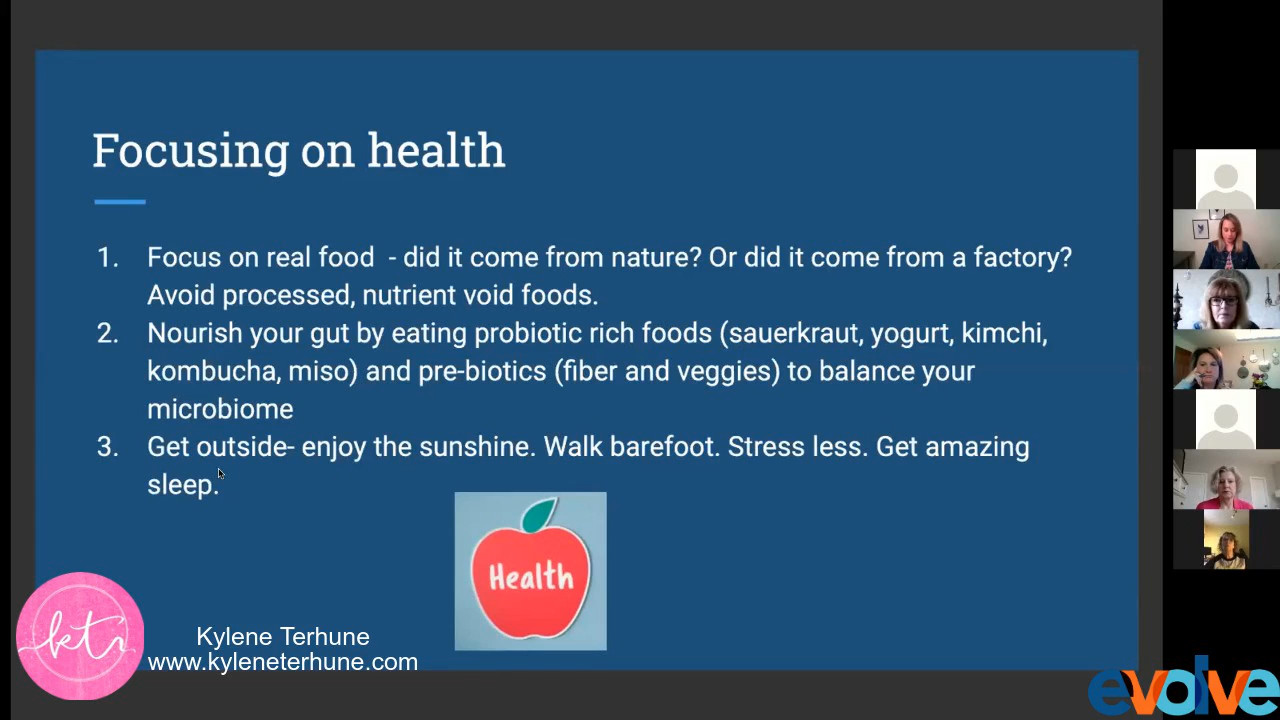 Focusing on health
1. Focus on real food - did it come from nature? Or did it come from a factory?
Avoid processed, nutrient void foods.
2. Nourish your gut by eating probiotic rich foods (sauerkraut, yogurt, kimchi,
kombucha, miso) and pre-biotics (fiber and veggies) to balance your
microbiome
3. Get outside- enjoy the sunshine. Walk barefoot. Stress less. Get amazing
sleep.
Health
Kylene Terhune
www.kyleneterhune.com
evolve